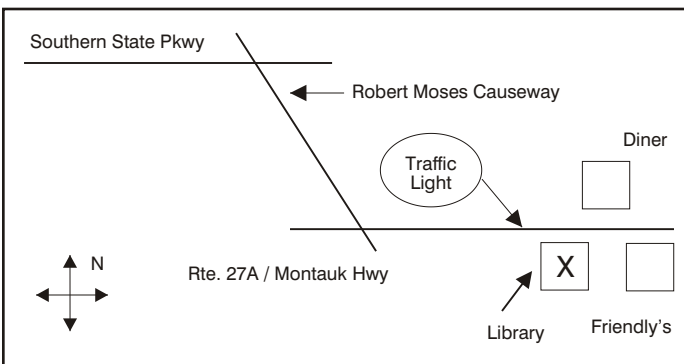 Southern State Pkwy
Robert Moses Causeway
Diner
Traffic
Light
N
Rte. 27A / Montauk Hwy
X
Library
Friendly's